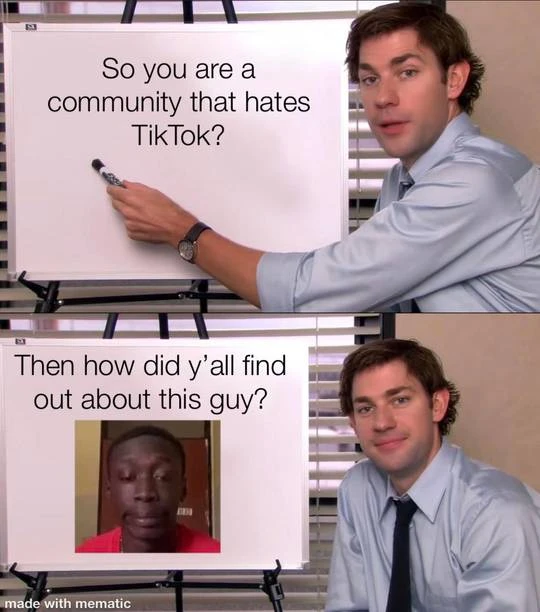 So you are a
community that hates
TikTok?
Then how did y'all find
out about this guy?
made with mematic